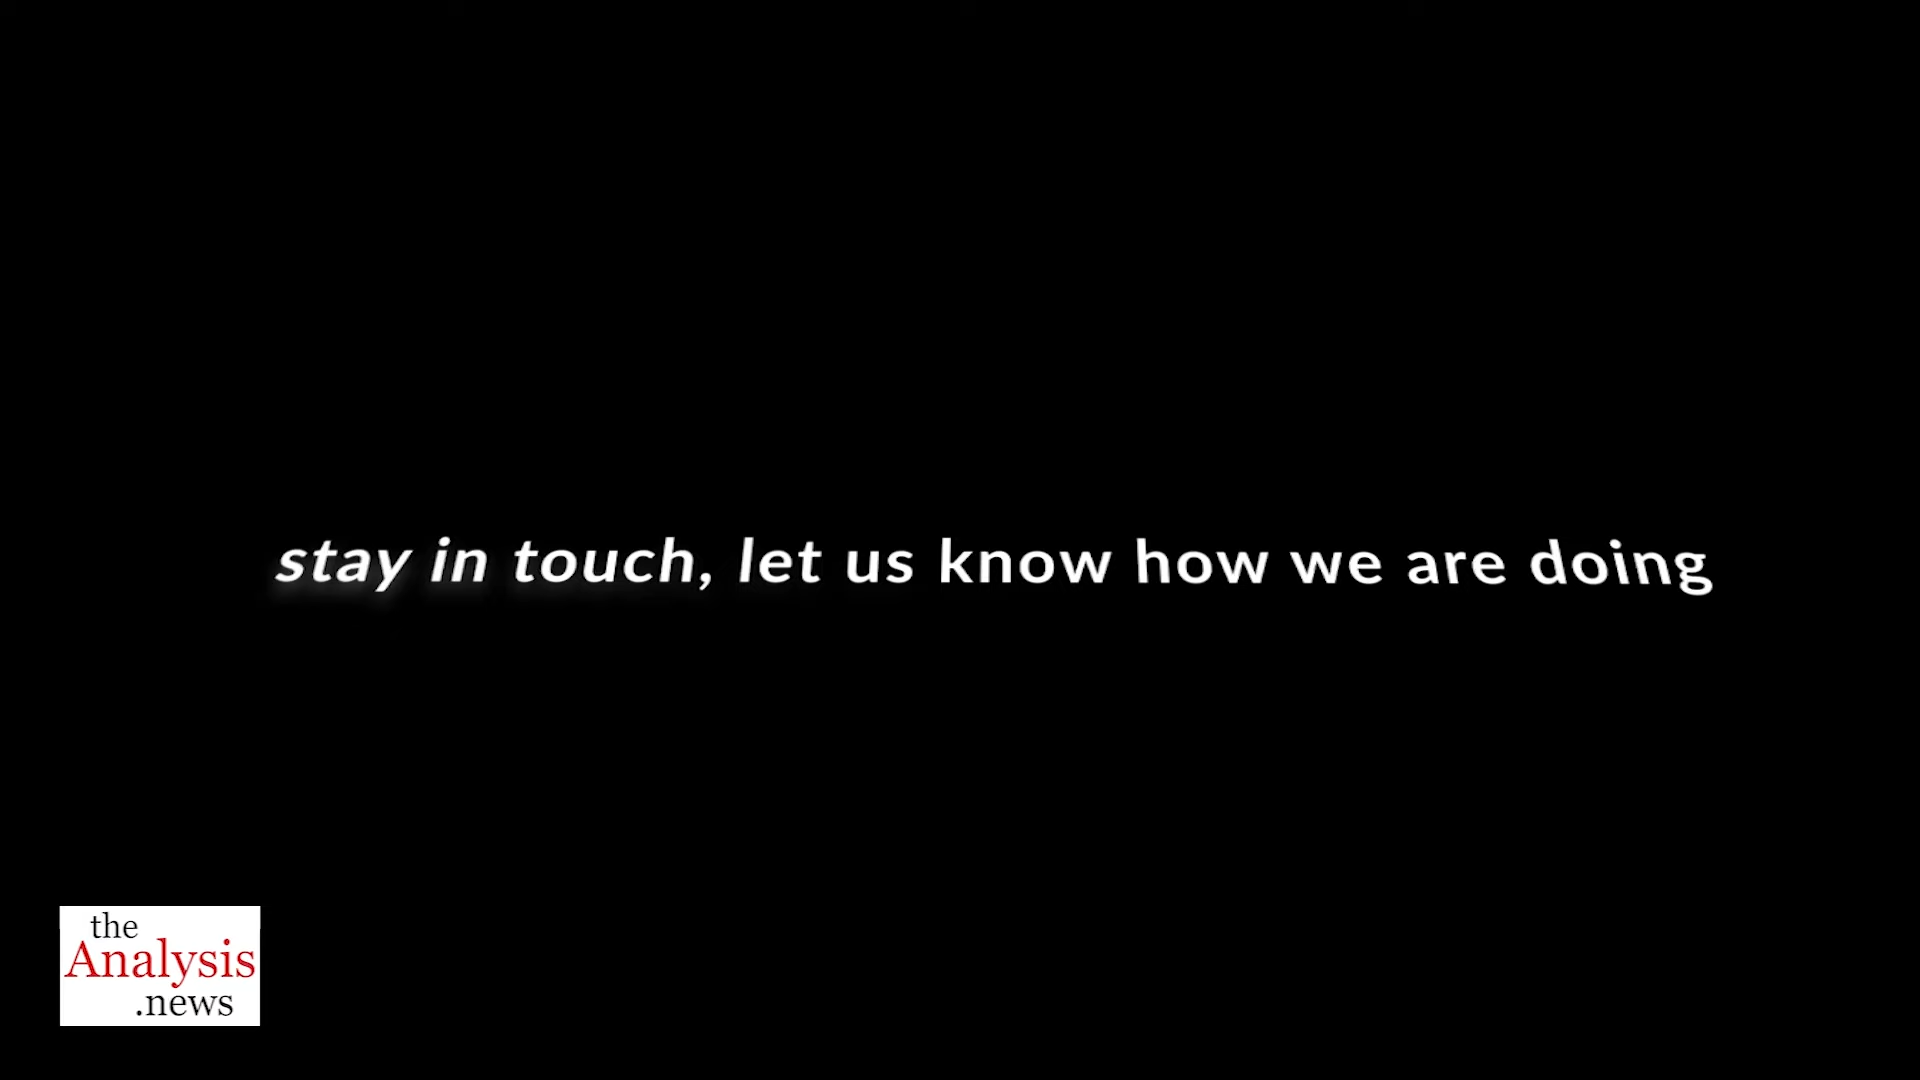 stay in touch, let us know how we are doing
the
Analysis
.news